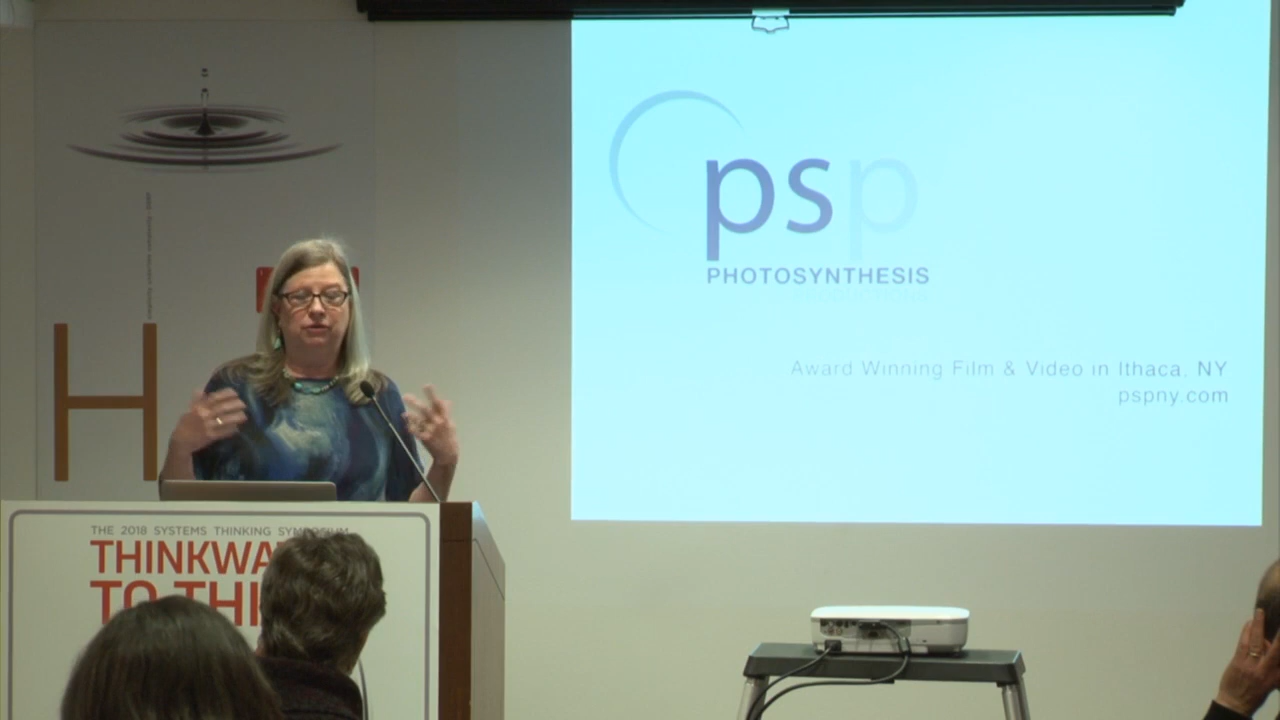 psp
PHOTOSYNTHESIS
Award Winning Film & Video in Ithaca, NY
pspny.com
H
THE 2018 SYSTEMS THINKING SYMPOSIUM
THINKWA
TO THI